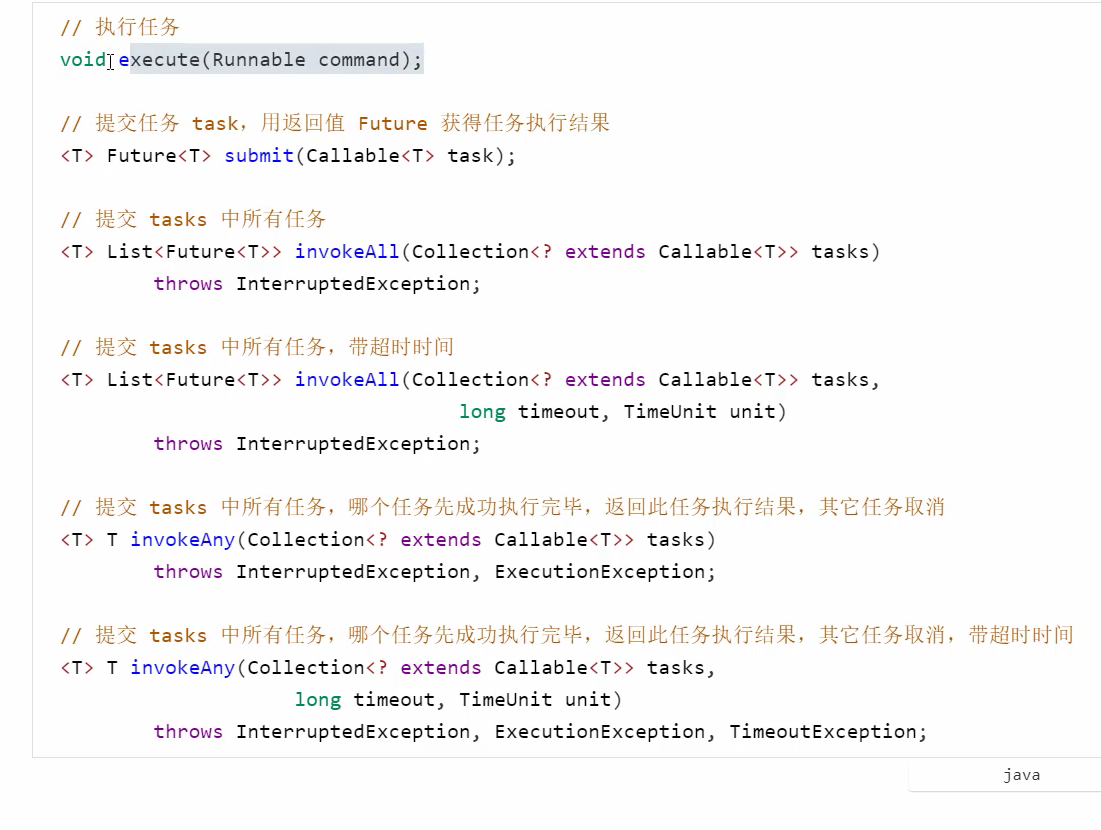 // 执行任务
void execute(Runnable command);
// 提交任务 task，用返回值 Future 获得任务执行结果
<T> Future<T> submit(Callable<T> task);
// 提交 tasks 中所有任务
<T> List<Future<T>> invokeAll(Collection<? extends Callable<T>> tasks)
        throws InterruptedException;
// 提交 tasks 中所有任务，带超时时间
<T> List<Future<T>> invokeAll(Collection<? extends Callable<T>> tasks,
                                  long timeout, TimeUnit unit)
        throws InterruptedException;
// 提交 tasks 中所有任务，哪个任务先成功执行完毕，返回此任务执行结果，其它任务取消
<T> T invokeAny(Collection<? extends Callable<T>> tasks)
        throws InterruptedException, ExecutionException;
// 提交 tasks 中所有任务，哪个任务先成功执行完毕，返回此任务执行结果，其它任务取消，带超时时间
<T> T invokeAny(Collection<? extends Callable<T>> tasks,
                    long timeout, TimeUnit unit)
        throws InterruptedException, ExecutionException, TimeoutException;
java